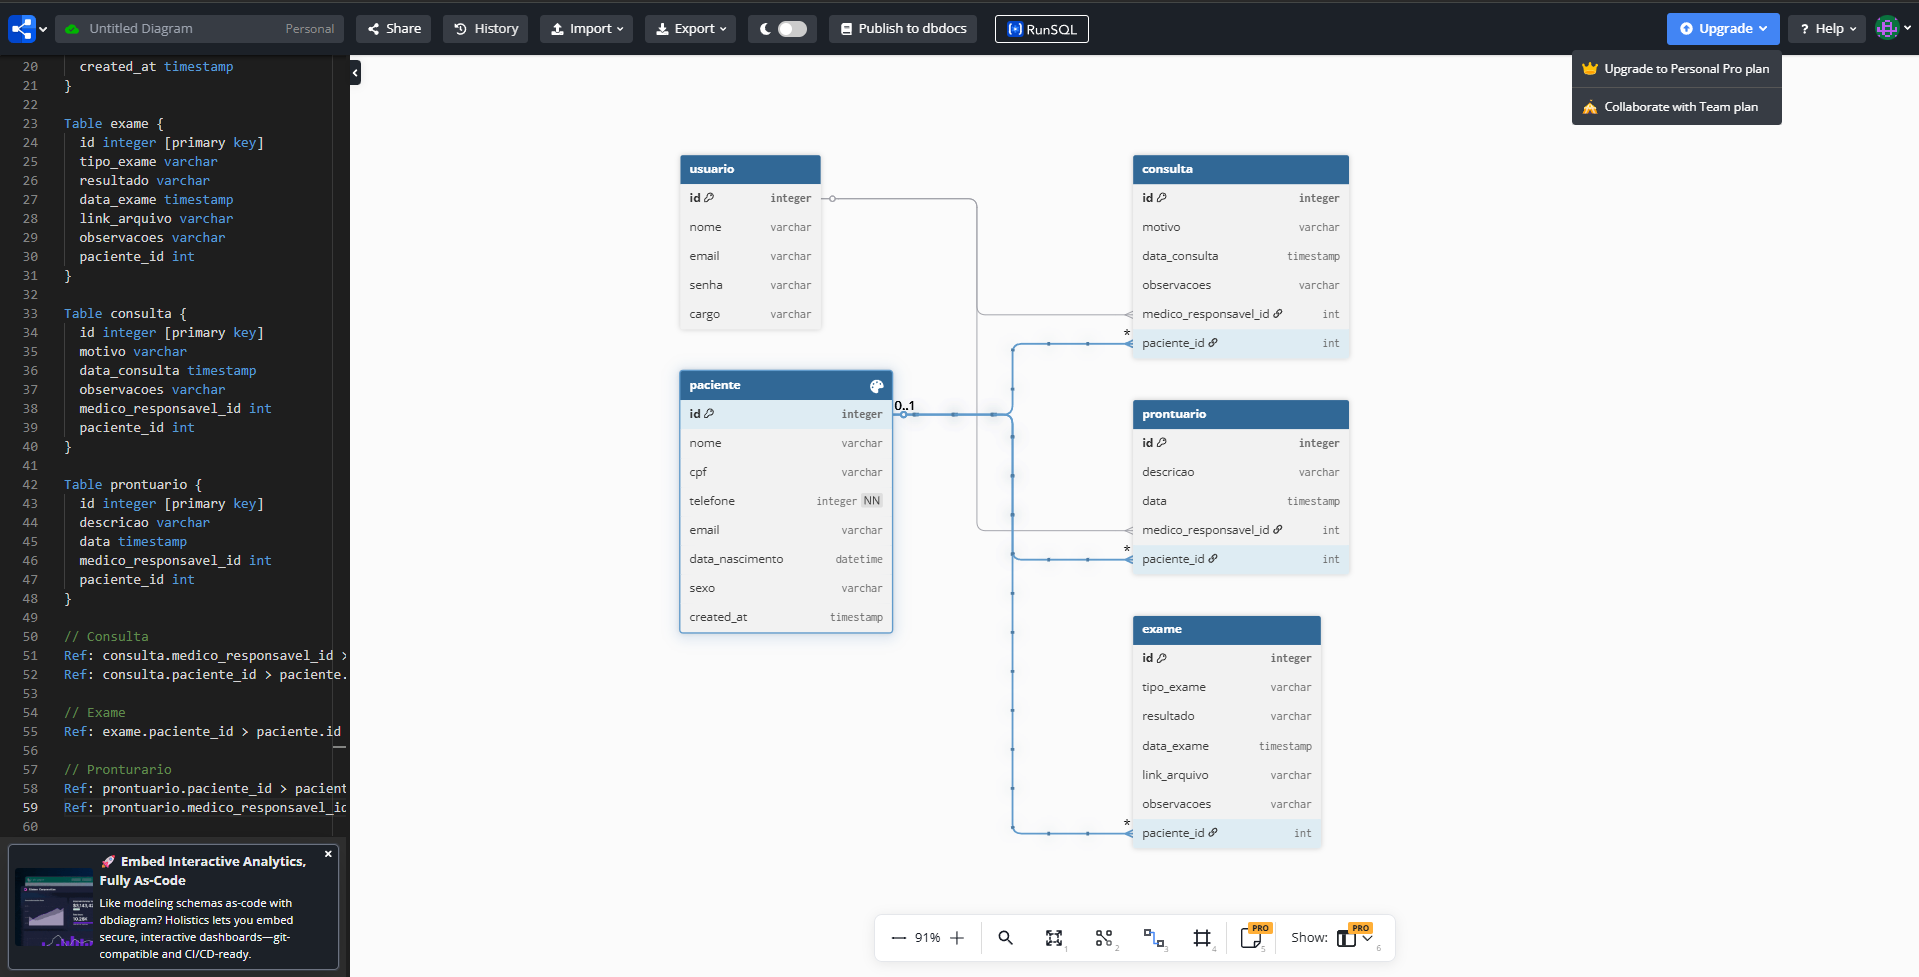 Untitled Diagram
Personal
Share
History
Import
Export
Publish to dbdocs
RunSQL
Upgrade
? Help
Upgrade to Personal Pro plan
Collaborate with Team plan
20 created_at timestamp
21 }
22
23 Table exame {
24 id integer [primary key]
25 tipo_exame varchar
26 resultado varchar
27 data_exame timestamp
28 link_arquivo varchar
29 observacoes varchar
30 paciente_id int
31 }
32
33 Table consulta {
34 id integer [primary key]
35 motivo varchar
36 data_consulta timestamp
37 observacoes varchar
38 medico_responsavel_id int
39 paciente_id int
40 }
41
42 Table prontuario {
43 id integer [primary key]
44 descricao varchar
45 data timestamp
46 medico_responsavel_id int
47 paciente_id int
48 }
49
50 // Consulta
51 Ref: consulta.medico_responsavel_id >
52 Ref: consulta.paciente_id > paciente.
53
54 // Exame
55 Ref: exame.paciente_id > paciente.id
56
57 // Pronturario
58 Ref: prontuario.paciente_id > pacient
59 Ref: prontuario.medico_responsavel_id
60
🚀 Embed Interactive Analytics,
Fully As-Code
Like modeling schemas as-code with
dbdiagram? Holistics lets you embed
secure, interactive dashboards—git-
compatible and CI/CD-ready.
usuario
id integer
nome varchar
email varchar
senha varchar
cargo varchar
paciente
id integer
0..1
nome varchar
cpf varchar
telefone integer NN
email varchar
data_nascimento datetime
sexo varchar
created_at timestamp
consulta
id integer
motivo varchar
data_consulta timestamp
observacoes varchar
medico_responsavel_id int
*
paciente_id int
prontuario
id integer
descricao varchar
data timestamp
medico_responsavel_id int
*
paciente_id int
exame
id integer
tipo_exame varchar
resultado varchar
data_exame timestamp
link_arquivo varchar
observacoes varchar
*
paciente_id int
91%
1
2
3
4
PRO
5
Show:
PRO
6